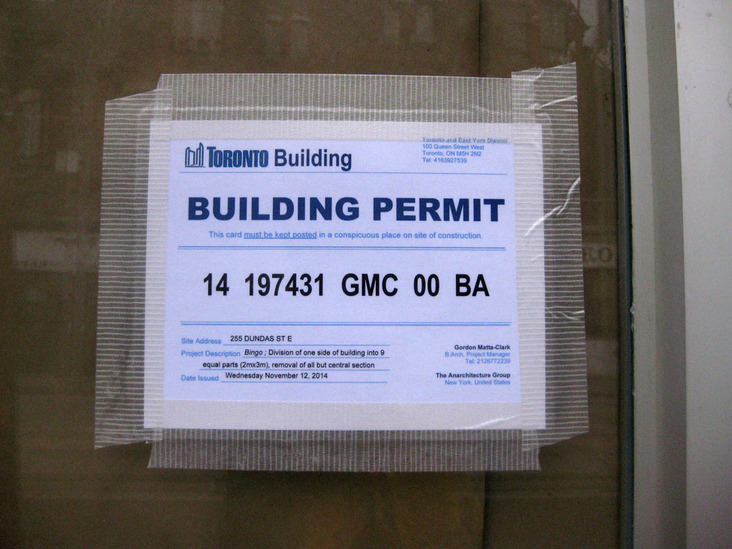 TORONTO Building
Toronto and East York District
100 Queen Street West
Toronto, ON M5H 2N2
Tel: 4163927539
BUILDING PERMIT
This card must be kept posted in a conspicuous place on site of construction.
14 197431 GMC 00 BA
Site Address 255 DUNDAS ST E
Project Description Bingo ; Division of one side of building into 9
equal parts (2mx3m), removal of all but central section
Date Issued Wednesday November 12, 2014
Gordon Matta-Clark
B.Arch, Project Manager
Tel: 2126772239
The Anarchitecture Group
New York, United States